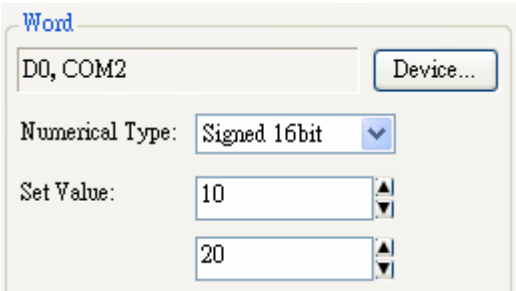 Word
D0, COM2 Device...
Numerical Type: Signed 16bit
Set Value: 10
20